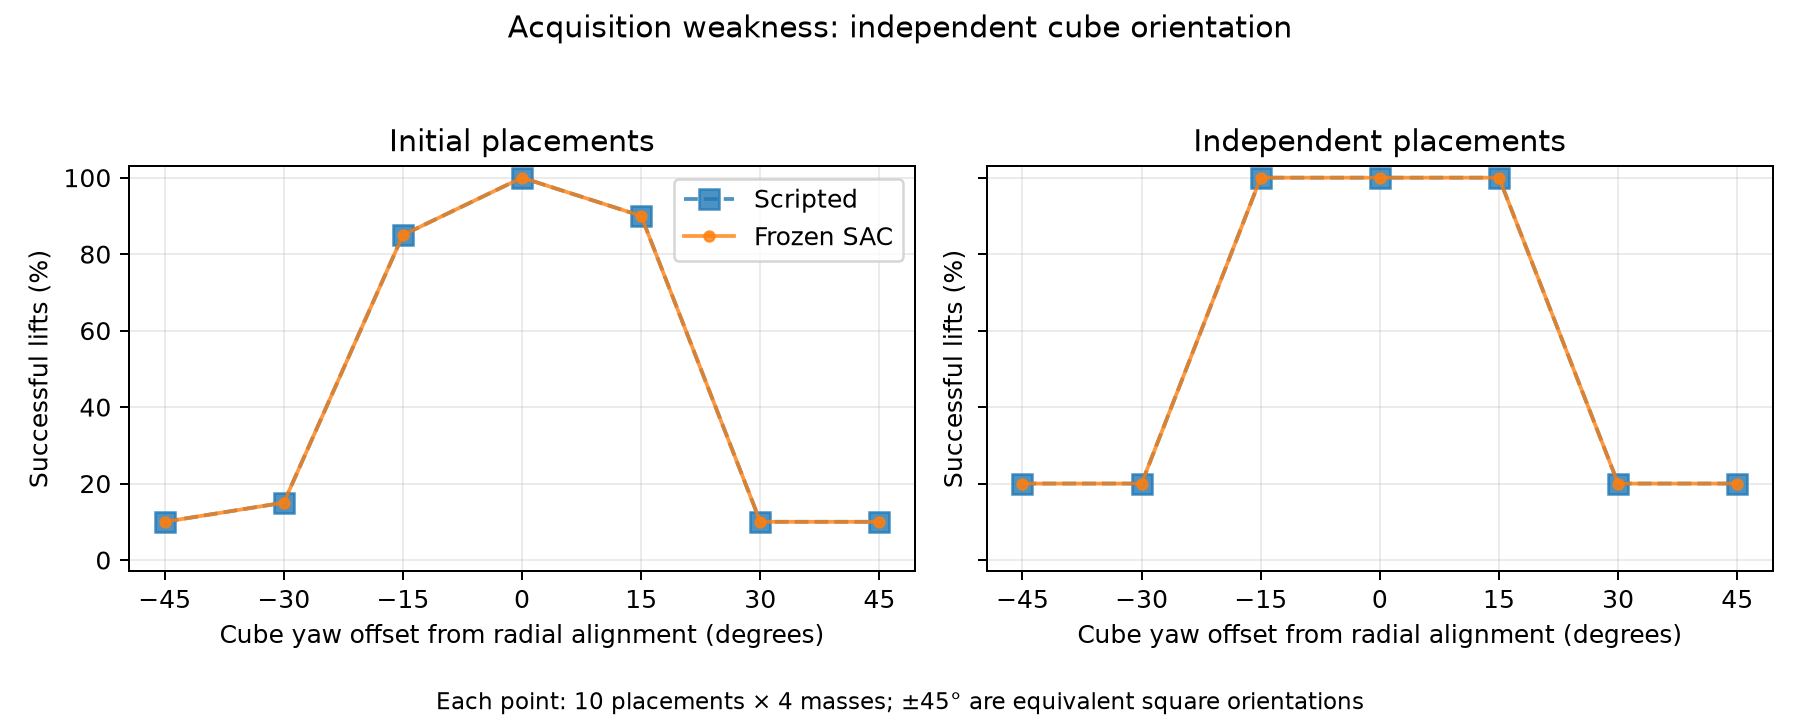 Acquisition weakness: independent cube orientation
Initial placements
Successful lifts (%)
100
80
60
40
20
0
Scripted
Frozen SAC
−45
−30
−15
0
15
30
45
Cube yaw offset from radial alignment (degrees)
Independent placements
Successful lifts (%)
−45
−30
−15
0
15
30
45
Cube yaw offset from radial alignment (degrees)
Each point: 10 placements × 4 masses; ±45° are equivalent square orientations